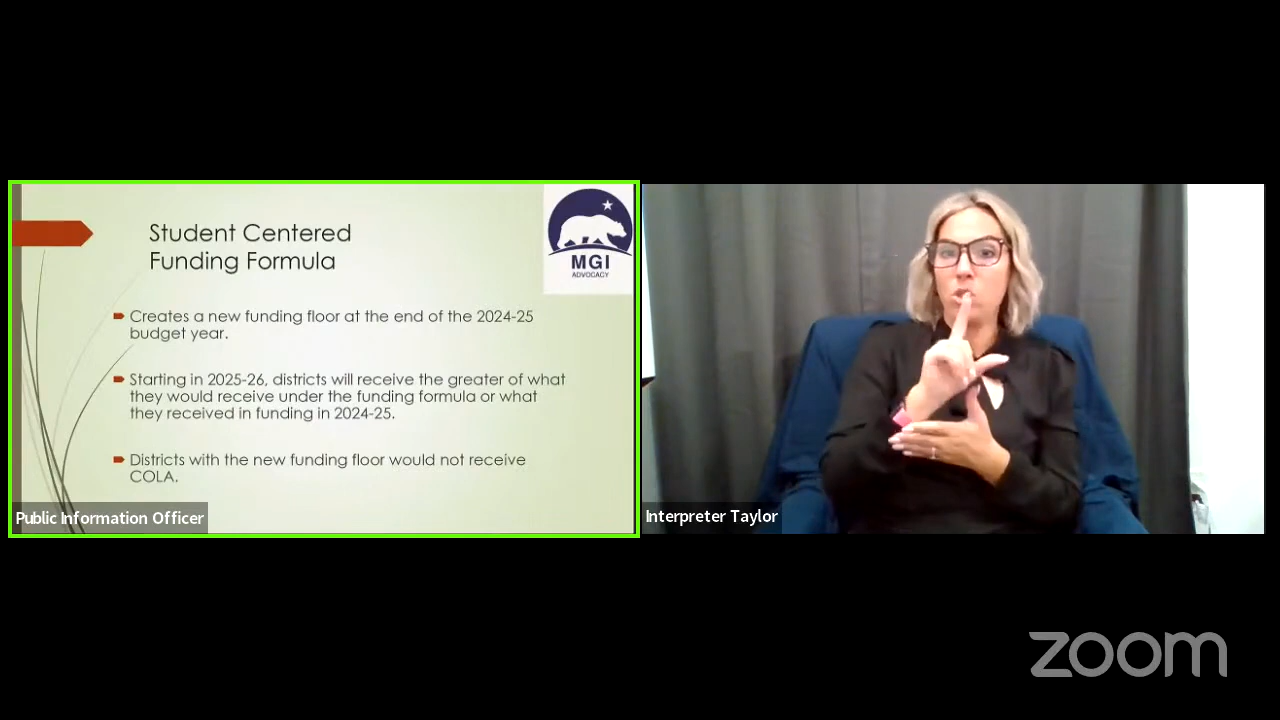 Student Centered
Funding Formula
MGI
ADVOCACY
Creates a new funding floor at the end of the 2024-25
budget year.
Starting in 2025-26, districts will receive the greater of what
they would receive under the funding formula or what
they received in funding in 2024-25.
Districts with the new funding floor would not receive
COLA.
Public Information Officer
Interpreter Taylor
zoom